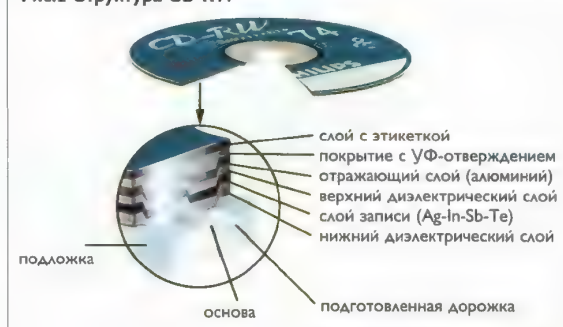 CD-RW
74
PHILIPS
слой с этикеткой
покрытие с УФ-отверждением
отражающий слой (алюминий)
верхний диэлектрический слой
слой записи (Ag-In-Sb-Te)
нижний диэлектрический слой
подложка
основа
подготовленная дорожка